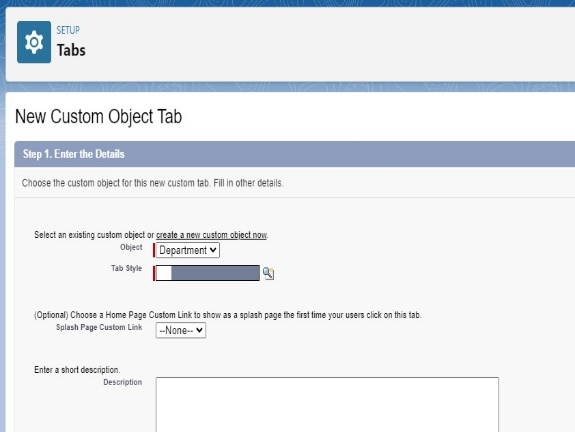 SETUP
Tabs
New Custom Object Tab
Step 1. Enter the Details
Choose the custom object for this new custom tab. Fill in other details.
Select an existing custom object or create a new custom object now.
Object Department
Tab Style
(Optional) Choose a Home Page Custom Link to show as a splash page the first time your users click on this tab.
Splash Page Custom Link --None--
Enter a short description.
Description